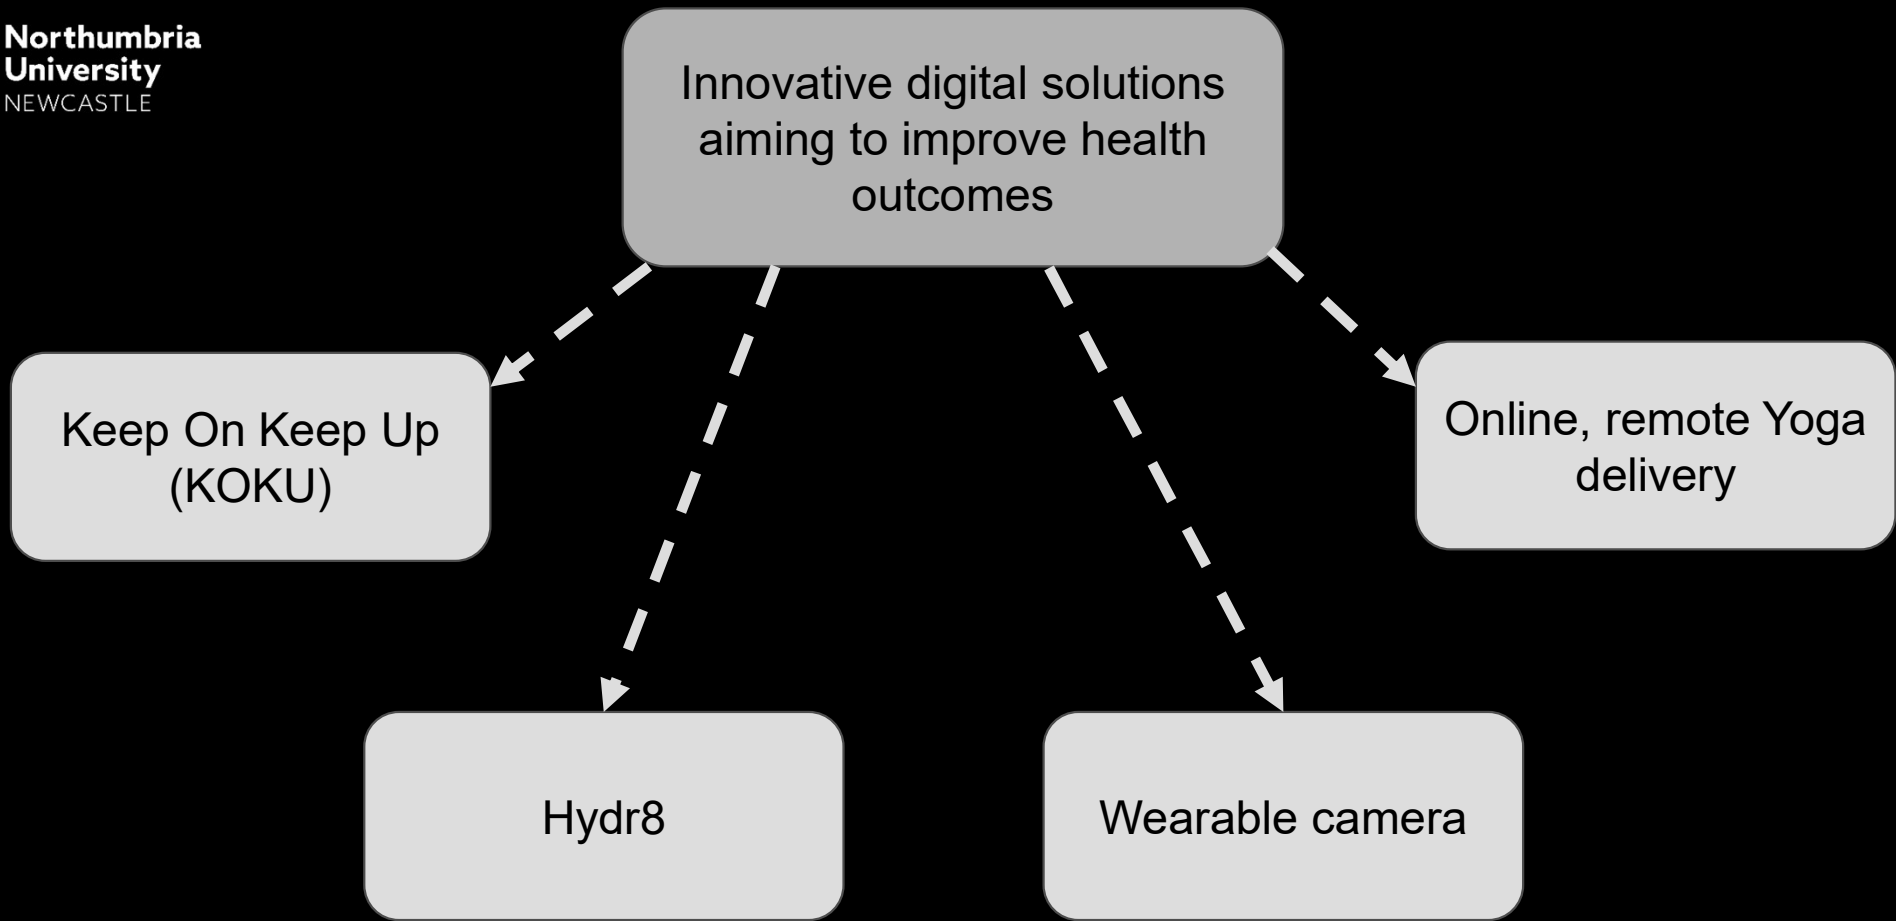 Northumbria
University
NEWCASTLE
Innovative digital solutions
aiming to improve health
outcomes
Keep On Keep Up
(KOKU)
Online, remote Yoga
delivery
Hydr8
Wearable camera